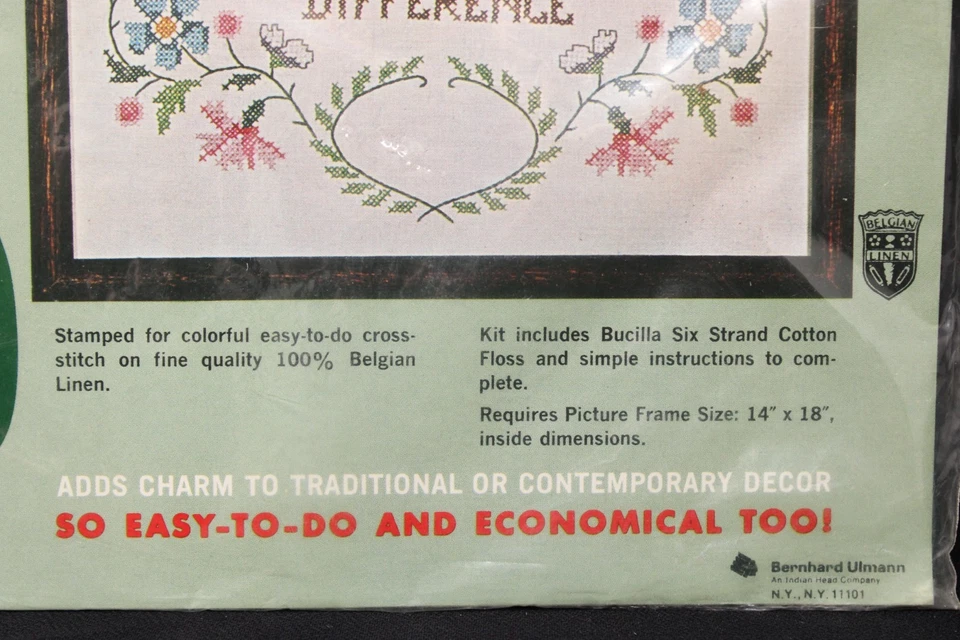 DIFFERENCE
BELGIAN
LINEN
Stamped for colorful easy-to-do cross-
stitch on fine quality 100% Belgian
Linen.
Kit includes Bucilla Six Strand Cotton
Floss and simple instructions to com-
plete.
Requires Picture Frame Size: 14″ x 18″,
inside dimensions.
ADDS CHARM TO TRADITIONAL OR CONTEMPORARY DECOR
SO EASY-TO-DO AND ECONOMICAL TOO!
Bernhard Ulmann
An Indian Head Company
N.Y., N.Y. 11101